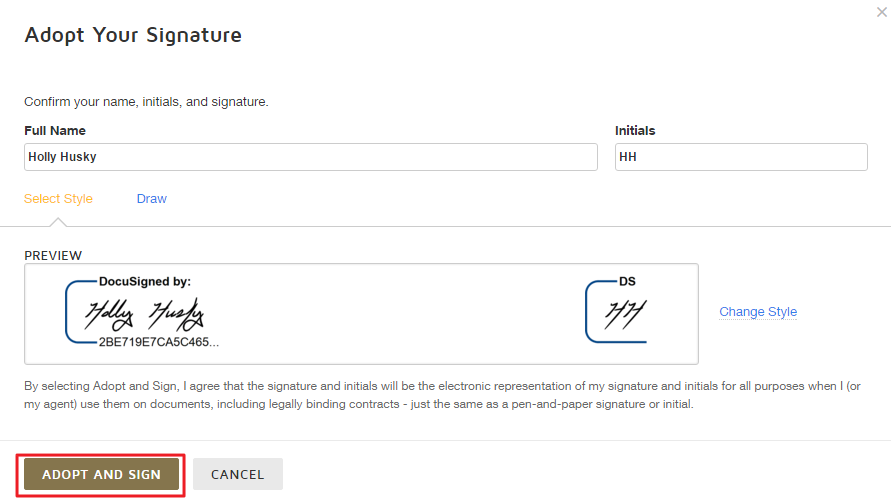 Adopt Your Signature
Confirm your name, initials, and signature.
Full Name
Initials
Holly Husky
HH
Select Style
Draw
PREVIEW
DocuSigned by:
Holly Husky
2BE719E7CA5C465...
DS
HH
Change Style
By selecting Adopt and Sign, I agree that the signature and initials will be the electronic representation of my signature and initials for all purposes when I (or
my agent) use them on documents, including legally binding contracts - just the same as a pen-and-paper signature or initial.
ADOPT AND SIGN
CANCEL